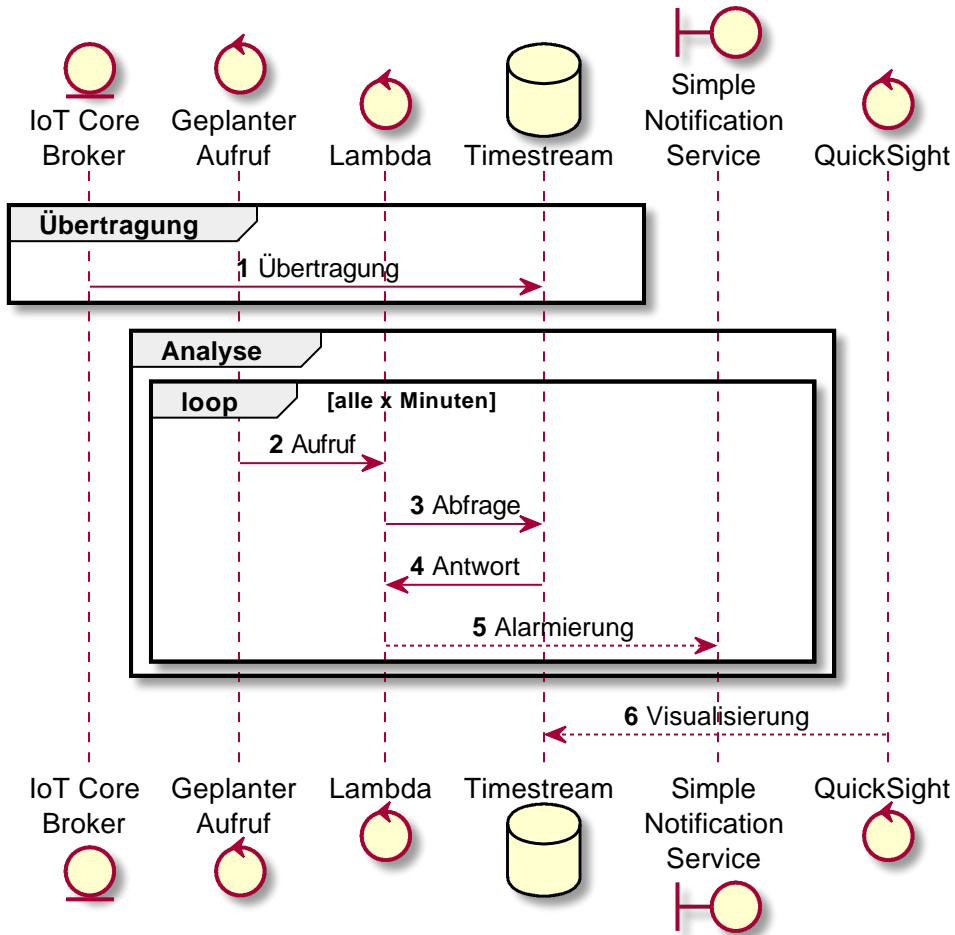 IoT Core
Broker
Geplanter
Aufruf
Lambda
Timestream
Simple
Notification
Service
QuickSight
Übertragung
1 Übertragung
Analyse
loop [alle x Minuten]
2 Aufruf
3 Abfrage
4 Antwort
5 Alarmierung
6 Visualisierung
IoT Core
Broker
Geplanter
Aufruf
Lambda
Timestream
Simple
Notification
Service
QuickSight